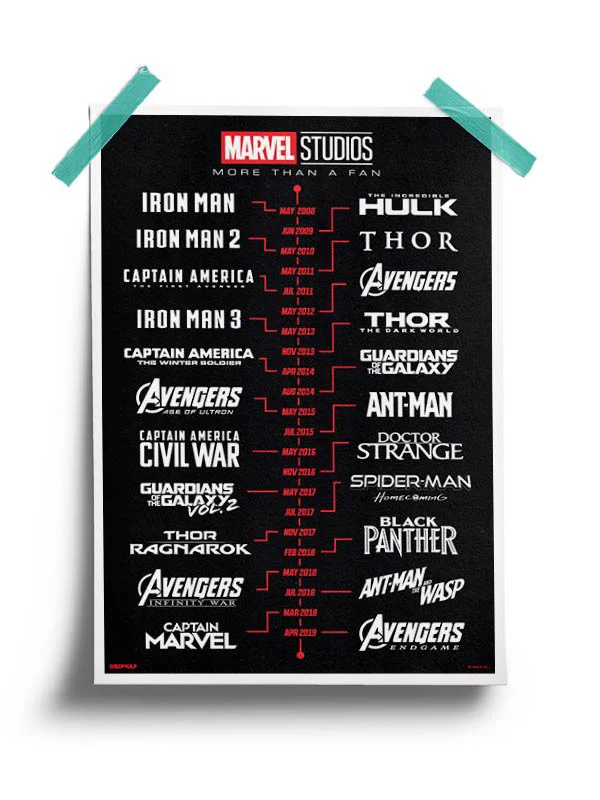 MARVEL STUDIOS
MORE THAN A FAN
IRON MAN
MAY 2008
THE INCREDIBLE
HULK
JUN 2009
IRON MAN 2
MAY 2010
THOR
MAY 2011
CAPTAIN AMERICA
THE FIRST AVENGER
JUL 2011
AVENGERS
MAY 2012
IRON MAN 3
MAY 2013
THOR
THE DARK WORLD
NOV 2013
CAPTAIN AMERICA
THE WINTER SOLDIER
APR 2014
GUARDIANS
OF THE GALAXY
AUG 2014
AVENGERS
AGE OF ULTRON
MAY 2015
ANT-MAN
JUL 2015
CAPTAIN AMERICA
CIVIL WAR
MAY 2016
DOCTOR
STRANGE
NOV 2016
GUARDIANS
OF THE GALAXY
VOL. 2
MAY 2017
SPIDER-MAN
HOMECOMING
JUL 2017
THOR
RAGNAROK
NOV 2017
BLACK
PANTHER
FEB 2018
AVENGERS
INFINITY WAR
MAY 2018
ANT-MAN AND THE WASP
JUL 2018
CAPTAIN
MARVEL
MAR 2019
AVENGERS
ENDGAME
APR 2019
REDWOLF